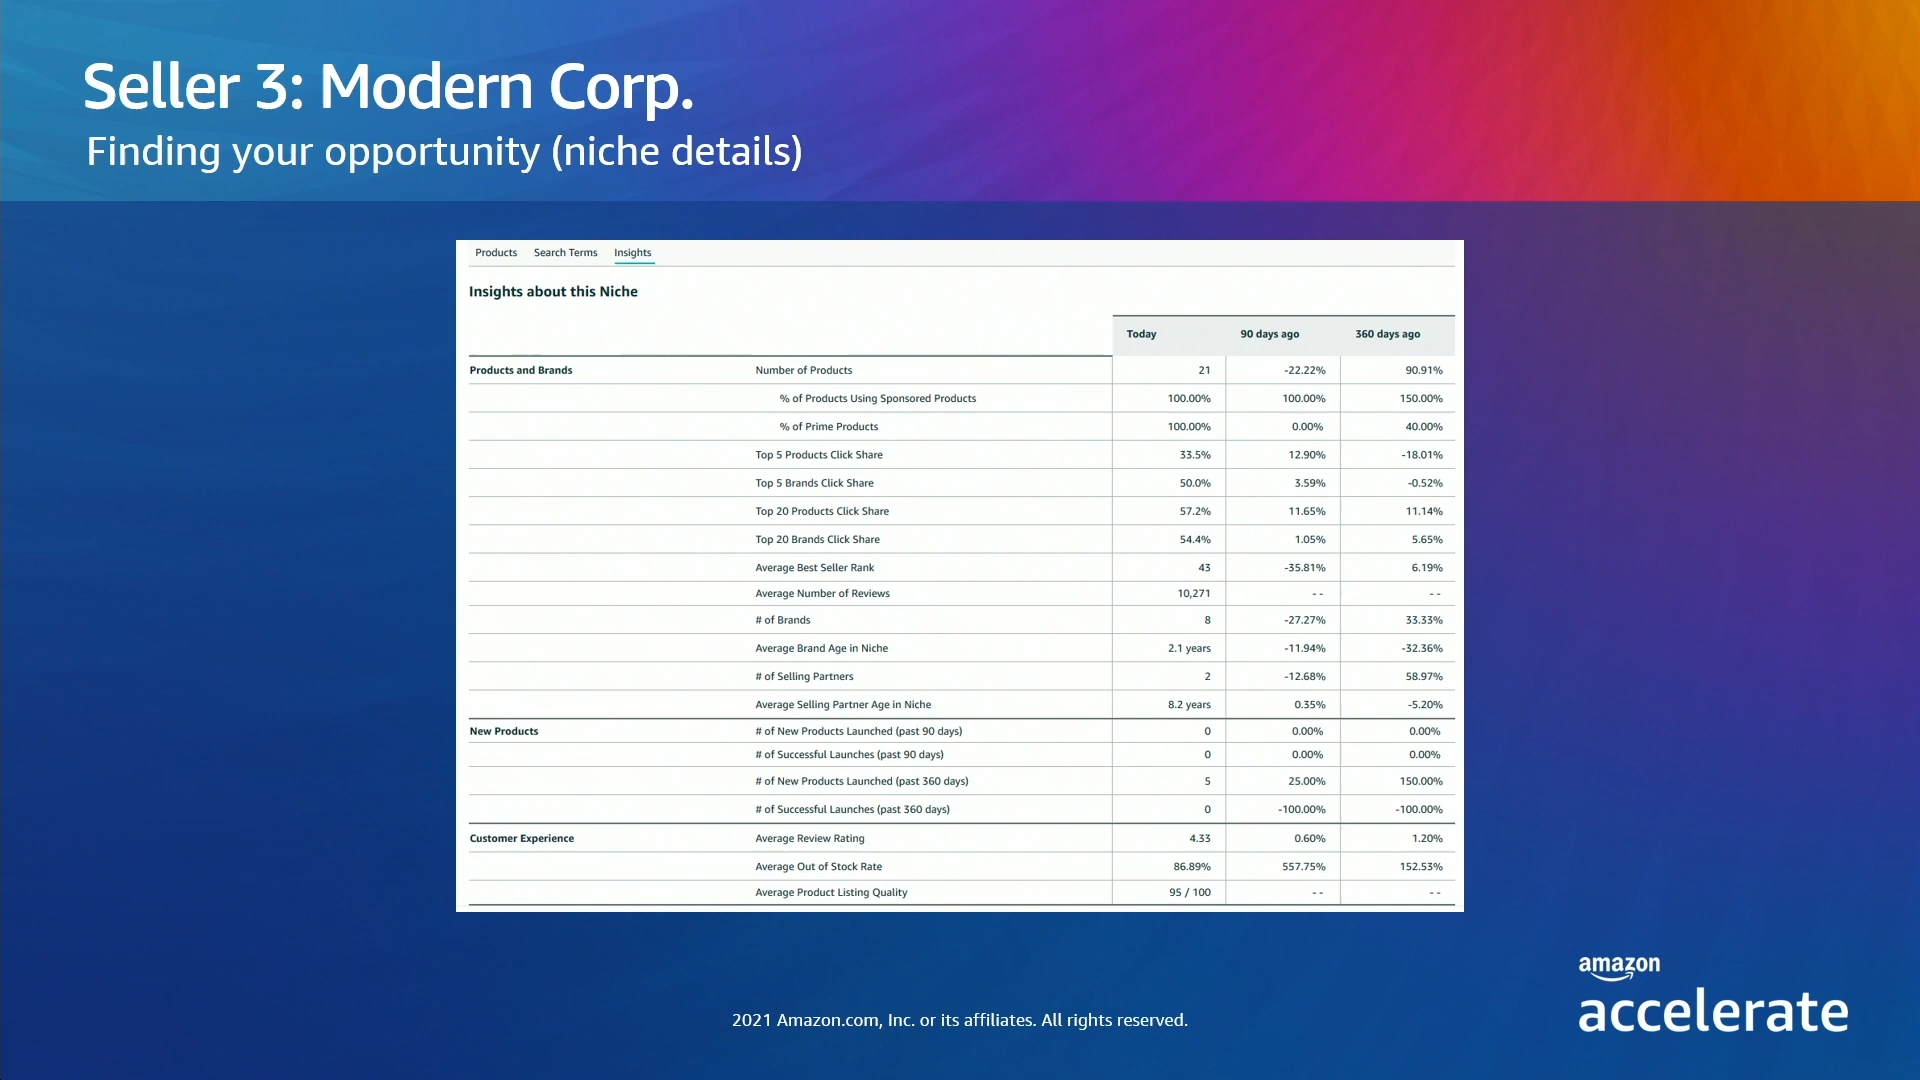 Seller 3: Modern Corp.
Finding your opportunity (niche details)
Products Search Terms Insights
Insights about this Niche
Today 90 days ago 360 days ago
Products and Brands Number of Products 21 -22.22% 90.91%
% of Products Using Sponsored Products 100.00% 100.00% 150.00%
% of Prime Products 100.00% 0.00% 40.00%
Top 5 Products Click Share 33.5% 12.90% -18.01%
Top 5 Brands Click Share 50.0% 3.59% -0.52%
Top 20 Products Click Share 57.2% 11.65% 11.14%
Top 20 Brands Click Share 54.4% 1.05% 5.65%
Average Best Seller Rank 43 -35.81% 6.19%
Average Number of Reviews 10,271 - - - -
# of Brands 8 -27.27% 33.33%
Average Brand Age in Niche 2.1 years -11.94% -32.36%
# of Selling Partners 2 -12.68% 58.97%
Average Selling Partner Age in Niche 8.2 years 0.35% -5.20%
New Products # of New Products Launched (past 90 days) 0 0.00% 0.00%
# of Successful Launches (past 90 days) 0 0.00% 0.00%
# of New Products Launched (past 360 days) 5 25.00% 150.00%
# of Successful Launches (past 360 days) 0 -100.00% -100.00%
Customer Experience Average Review Rating 4.33 0.60% 1.20%
Average Out of Stock Rate 86.89% 557.75% 152.53%
Average Product Listing Quality 95 / 100 - - - -
amazon
accelerate
2021 Amazon.com, Inc. or its affiliates. All rights reserved.